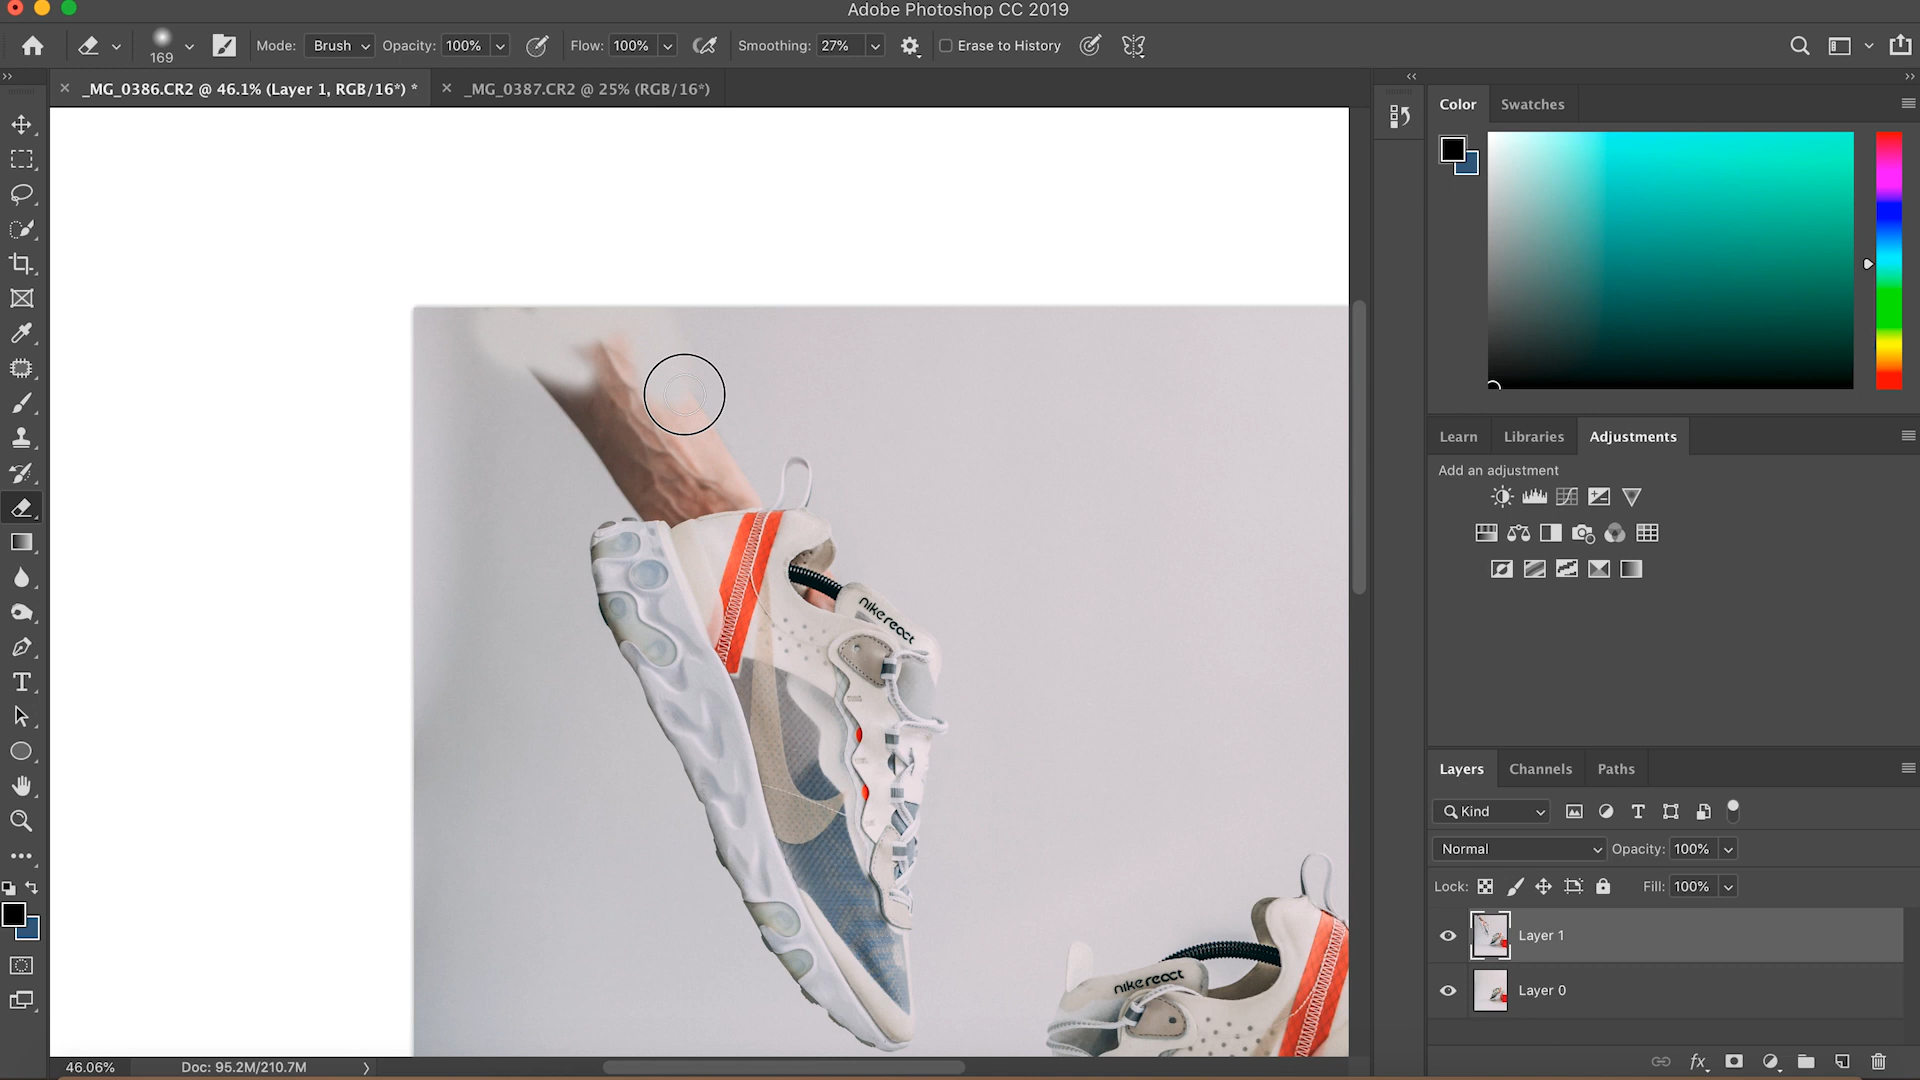 Adobe Photoshop CC 2019
169
Mode: Brush Opacity: 100% Flow: 100% Smoothing: 27% Erase to History
_MG_0386.CR2 @ 46.1% (Layer 1, RGB/16*) * _MG_0387.CR2 @ 25% (RGB/16*)
Color Swatches
nike react
nike react
Learn Libraries Adjustments
Add an adjustment
Layers Channels Paths
Kind
Normal Opacity: 100%
Lock: Fill: 100%
Layer 1
Layer 0
46.06% Doc: 95.2M/210.7M